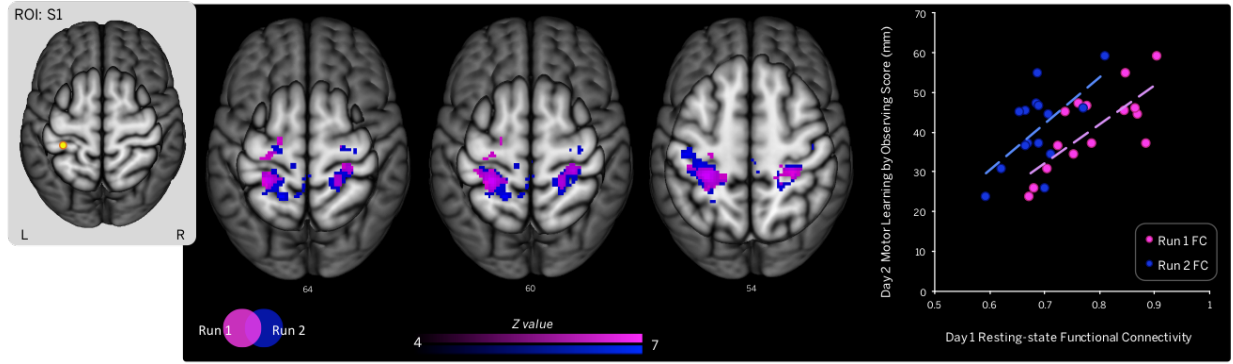 ROI: S1
L
R
64
60
54
Run 1
Run 2
Z value
4
7
Day 2 Motor Learning by Observing Score (mm)
70
60
50
40
30
20
10
0
0.5
0.6
0.7
0.8
0.9
1
Run 1 FC
Run 2 FC
Day1 Resting-state Functional Connectivity